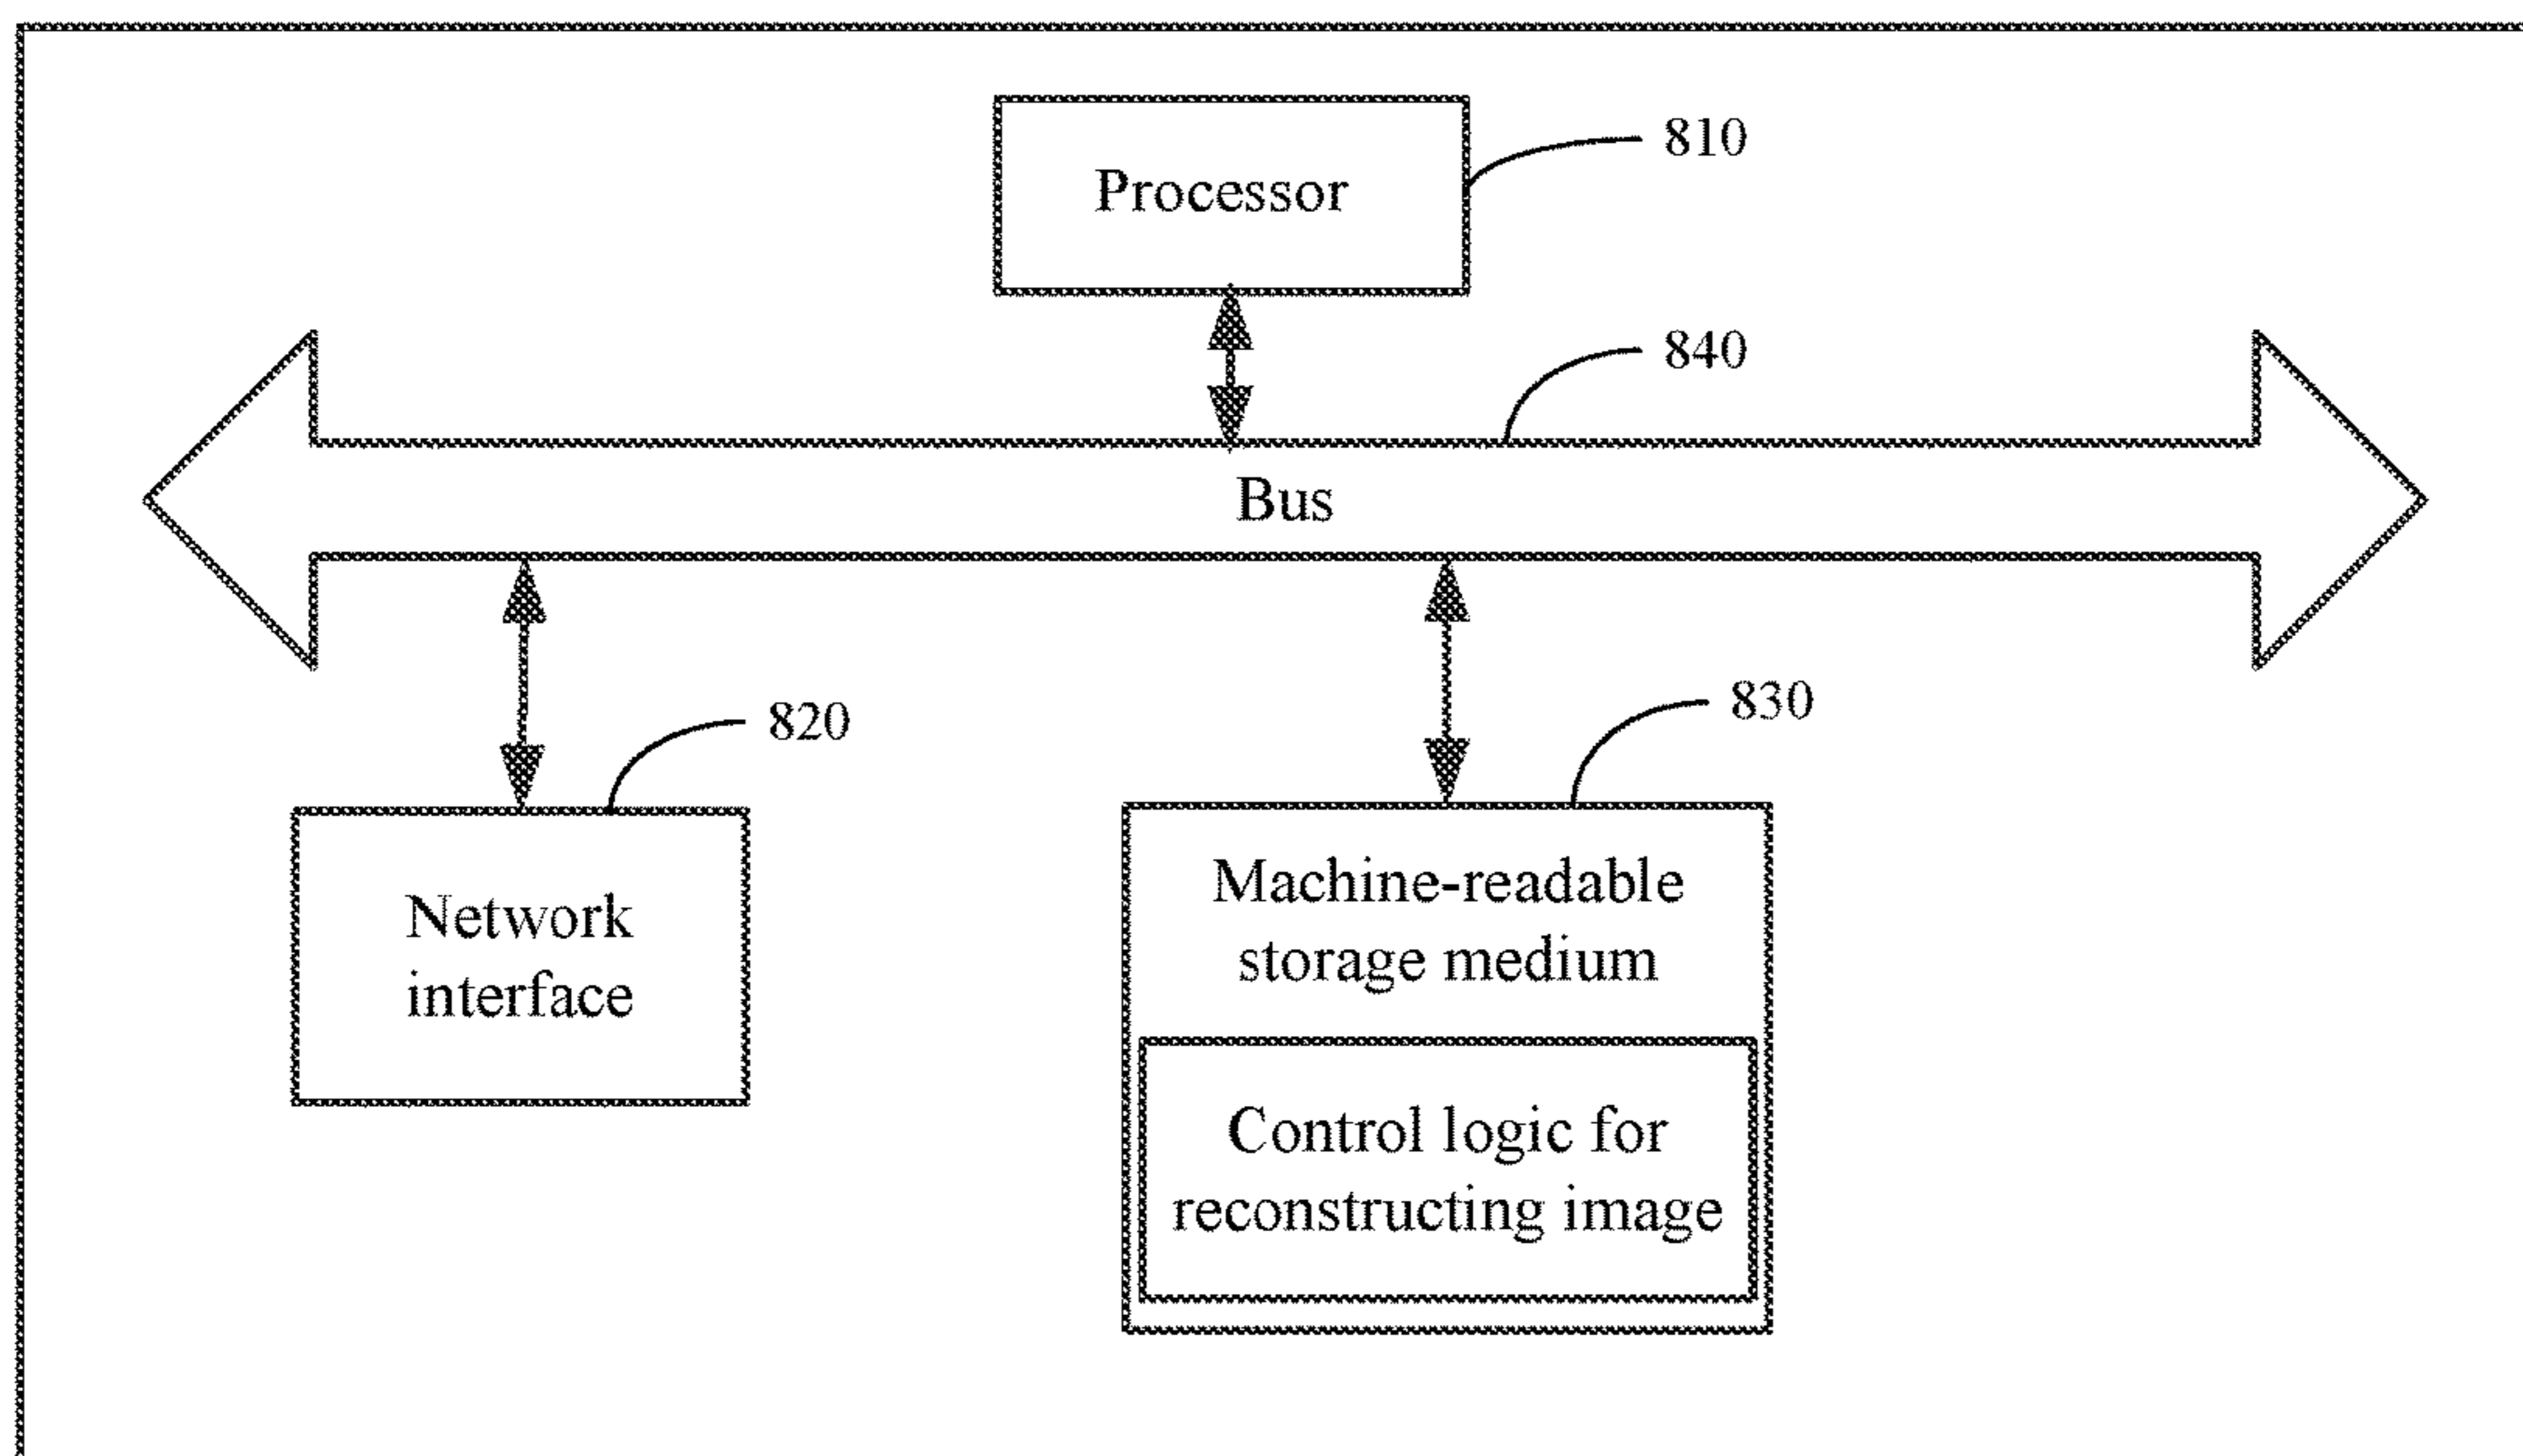 Processor
810
840
Bus
820
830
Network
interface
Machine-readable
storage medium
Control logic for
reconstructing image